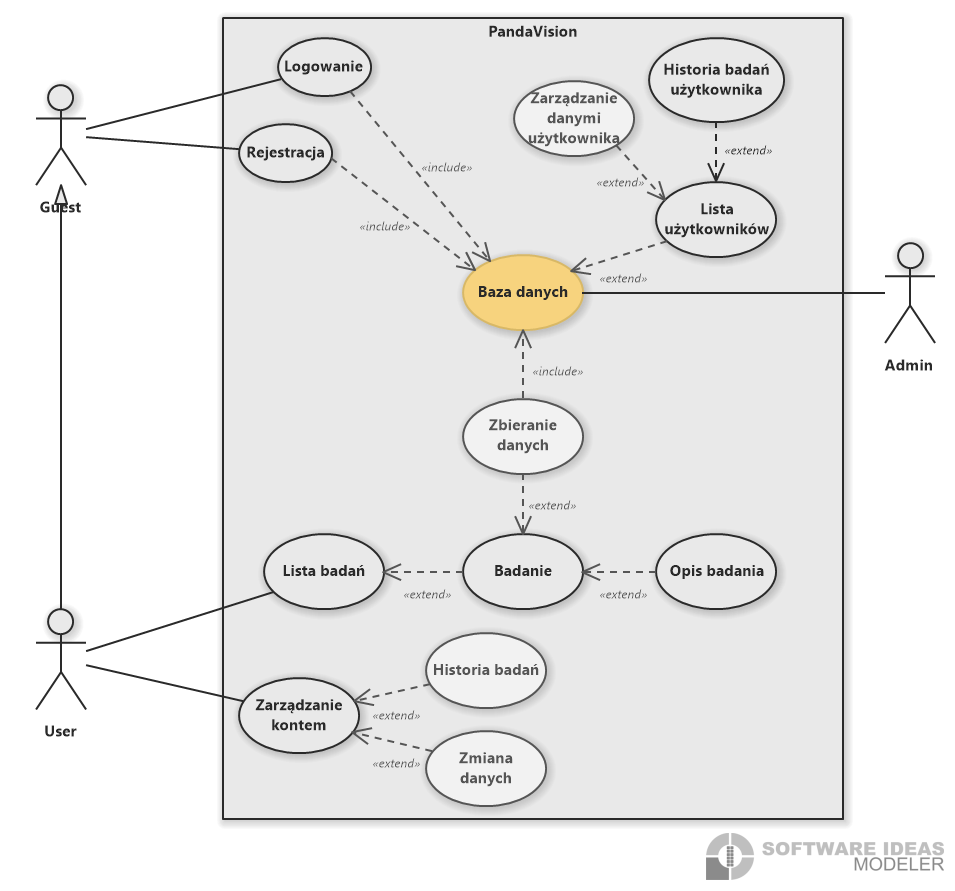 PandaVision
Logowanie
Historia badań
użytkownika
Zarządzanie
danymi
użytkownika
Rejestracja
«include»
«extend»
«extend»
Guest
Lista
użytkowników
«include»
«extend»
Baza danych
Admin
«include»
Zbieranie
danych
«extend»
Lista badań
Badanie
Opis badania
«extend»
«extend»
Historia badań
Zarządzanie
kontem
«extend»
User
Zmiana
danych
«extend»
SOFTWARE IDEAS
MODELER